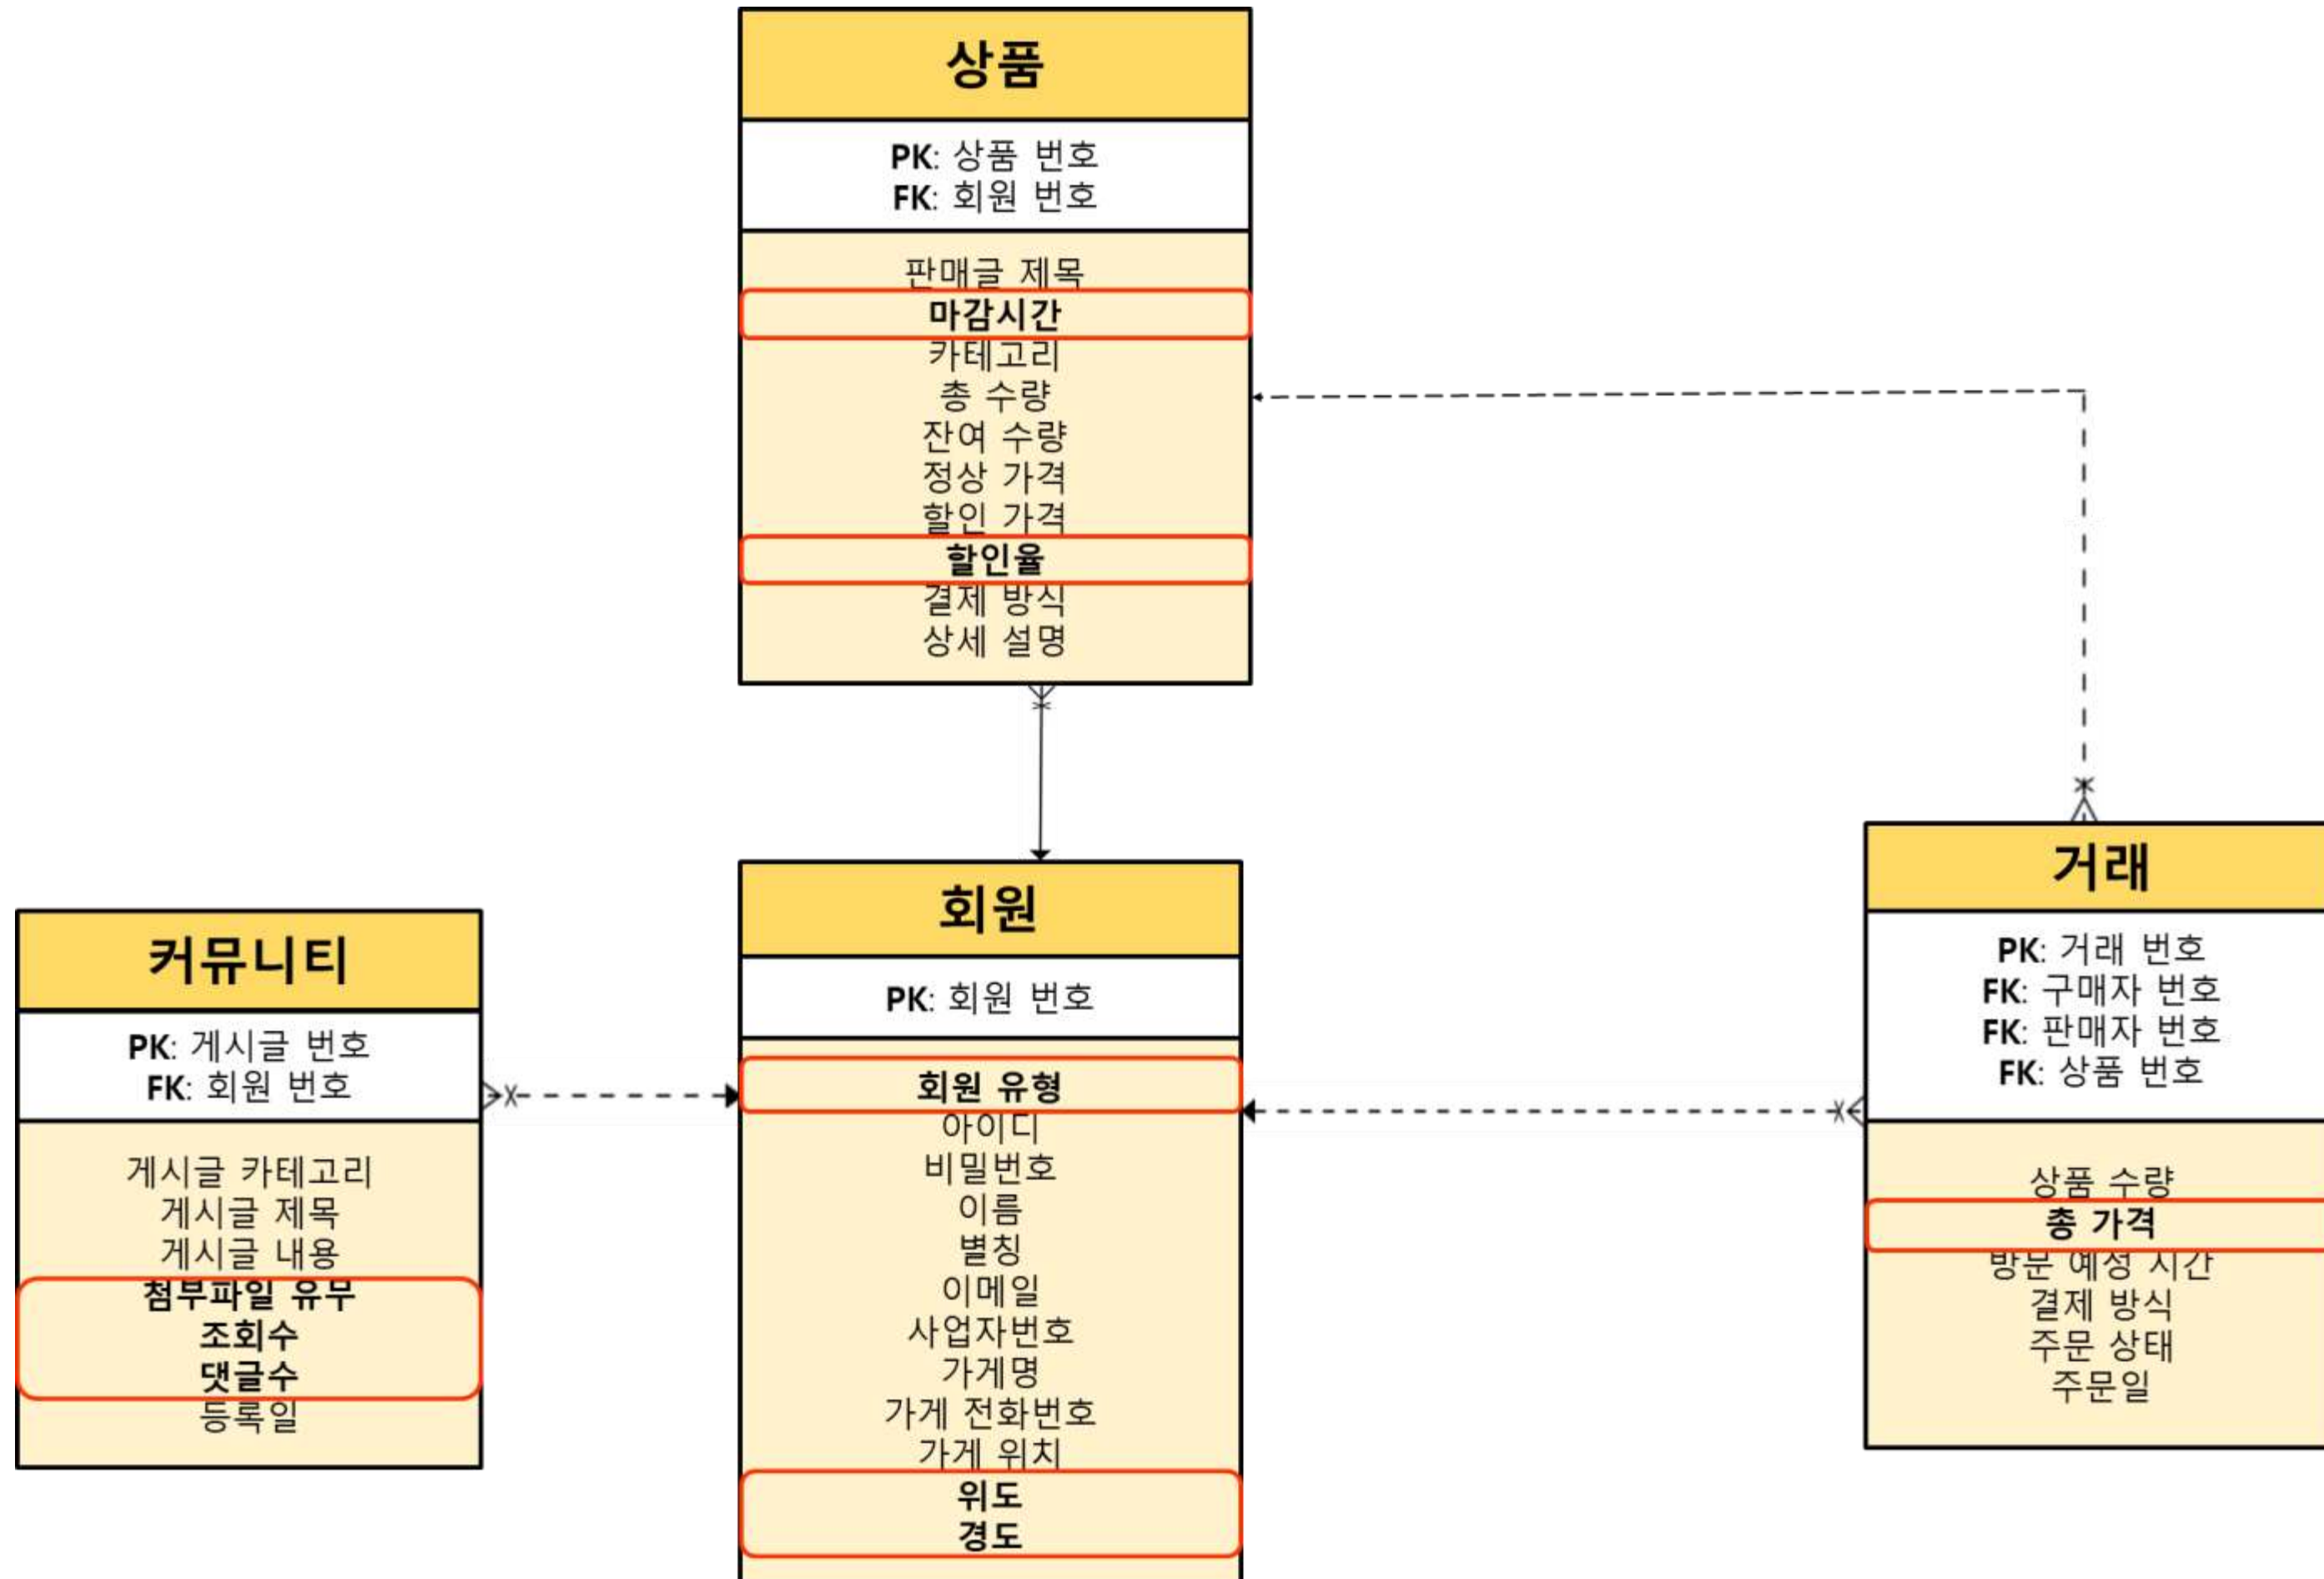 상품
PK: 상품 번호
FK: 회원 번호
판매글 제목
마감시간
카테고리
총 수량
잔여 수량
정상 가격
할인 가격
할인율
결제 방식
상세 설명
커뮤니티
PK: 게시글 번호
FK: 회원 번호
게시글 카테고리
게시글 제목
게시글 내용
첨부파일 유무
조회수
댓글수
등록일
회원
PK: 회원 번호
회원 유형
아이디
비밀번호
이름
별칭
이메일
사업자번호
가게명
가게 전화번호
가게 위치
위도
경도
거래
PK: 거래 번호
FK: 구매자 번호
FK: 판매자 번호
FK: 상품 번호
상품 수량
총 가격
방문 예정 시간
결제 방식
주문 상태
주문일